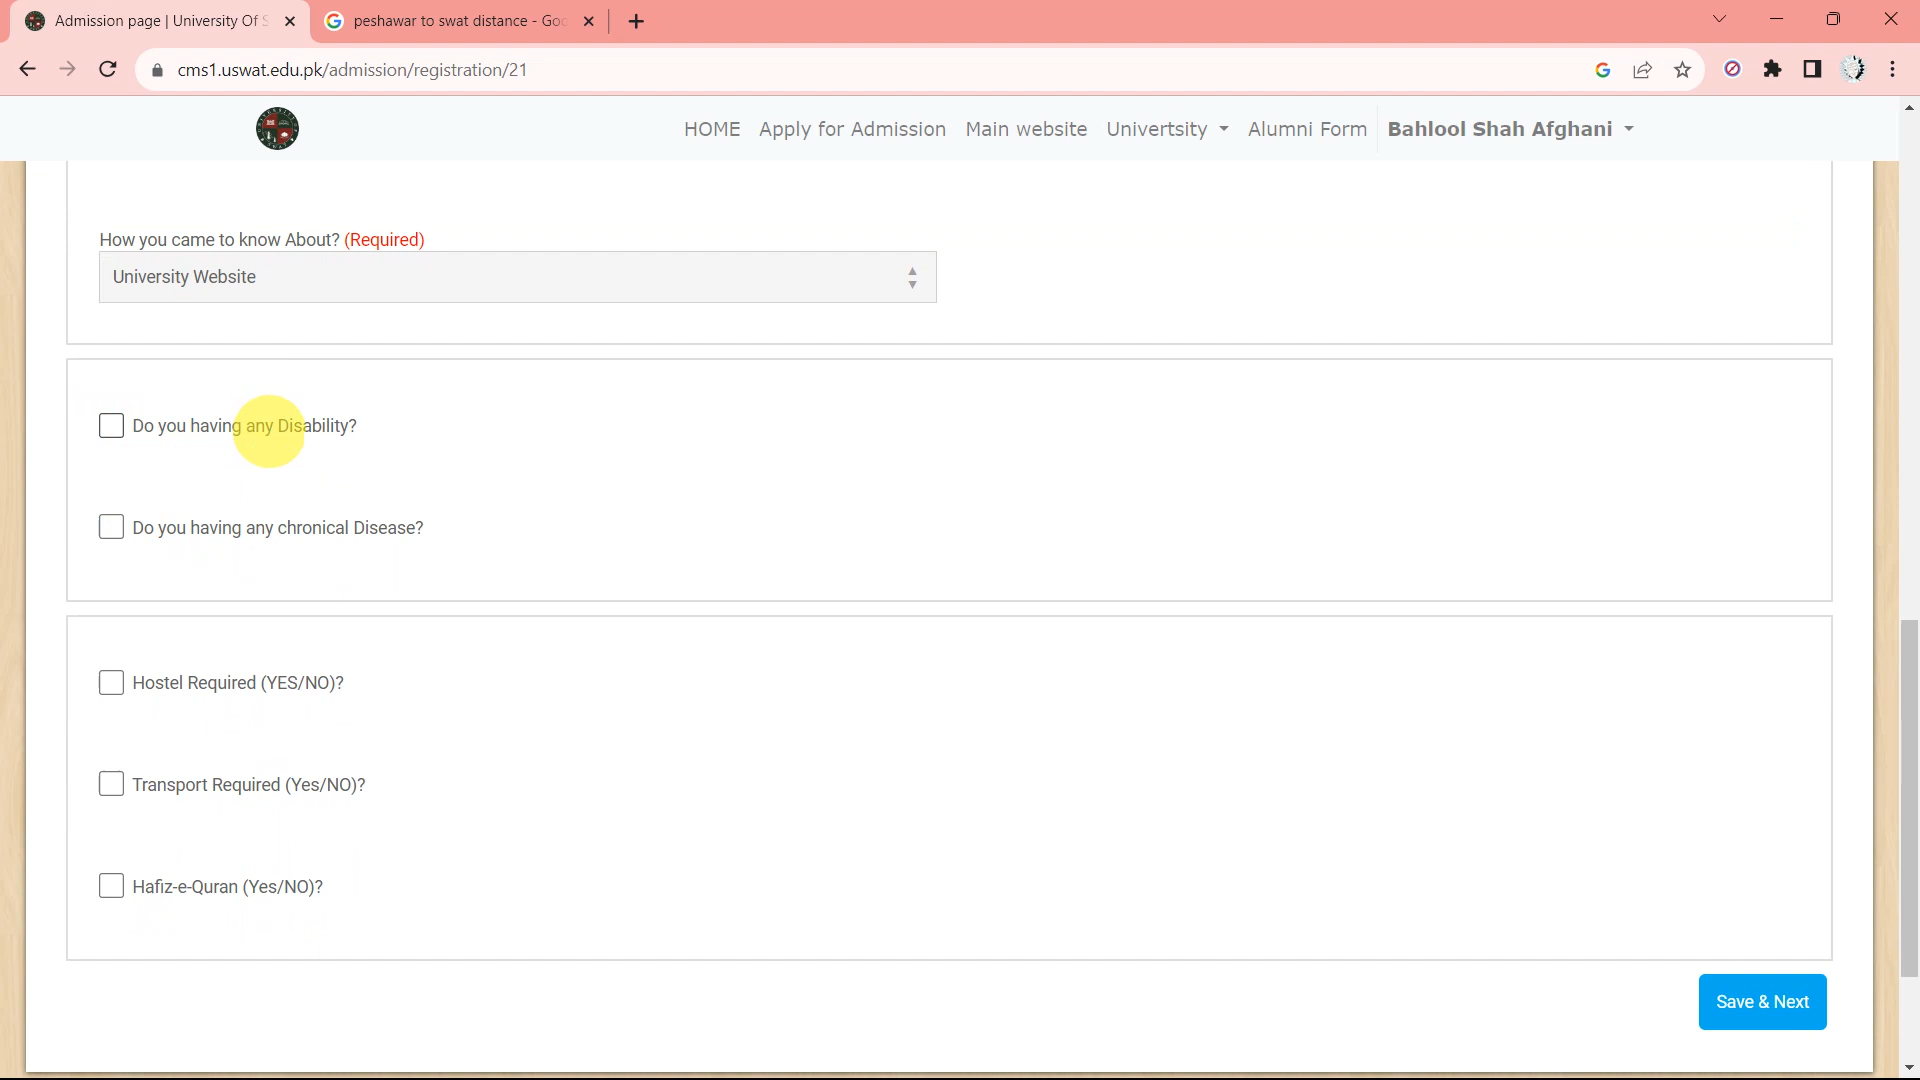 Admission page | University Of S
peshawar to swat distance - Goo
cms1.uswat.edu.pk/admission/registration/21
HOME Apply for Admission Main website Univertsity Alumni Form Bahlool Shah Afghani
How you came to know About? (Required)
University Website
Do you having any Disability?
Do you having any chronical Disease?
Hostel Required (YES/NO)?
Transport Required (Yes/NO)?
Hafiz-e-Quran (Yes/NO)?
Save & Next